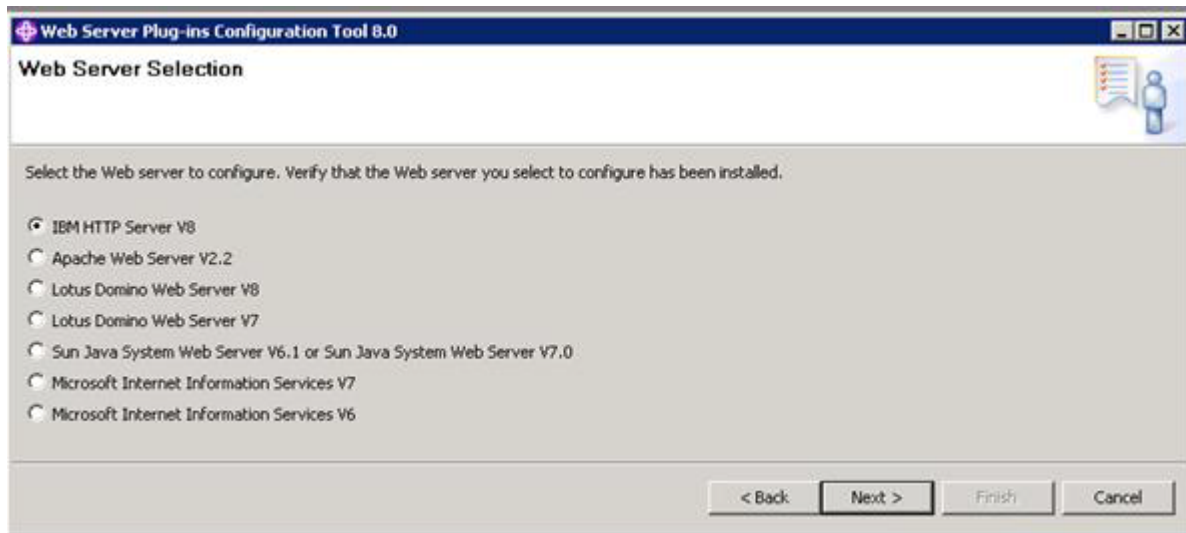 Web Server Plug-ins Configuration Tool 8.0
Web Server Selection
Select the Web server to configure. Verify that the Web server you select to configure has been installed.
IBM HTTP Server V8
Apache Web Server V2.2
Lotus Domino Web Server V8
Lotus Domino Web Server V7
Sun Java System Web Server V6.1 or Sun Java System Web Server V7.0
Microsoft Internet Information Services V7
Microsoft Internet Information Services V6
< Back Next > Finish Cancel